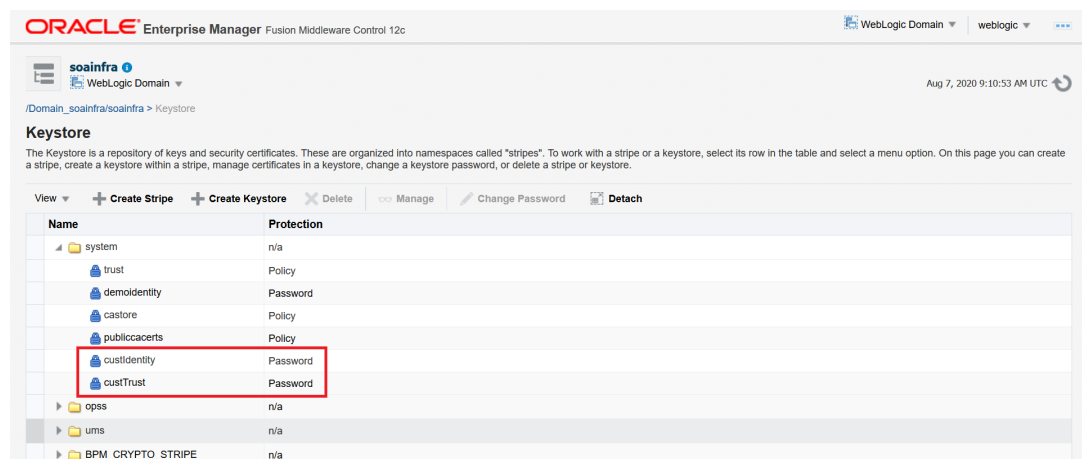 ORACLE Enterprise Manager Fusion Middleware Control 12c
WebLogic Domain weblogic
soainfra
WebLogic Domain
Aug 7, 2020 9:10:53 AM UTC
/Domain_soainfra/soainfra > Keystore
Keystore
The Keystore is a repository of keys and security certificates. These are organized into namespaces called "stripes". To work with a stripe or a keystore, select its row in the table and select a menu option. On this page you can create
a stripe, create a keystore within a stripe, manage certificates in a keystore, change a keystore password, or delete a stripe or keystore.
View Create Stripe Create Keystore Delete Manage Change Password Detach
Name Protection
system n/a
trust Policy
demoidentity Password
castore Policy
publiccacerts Policy
custIdentity Password
custTrust Password
opss n/a
ums n/a
BPM_CRYPTO_STRIPE n/a